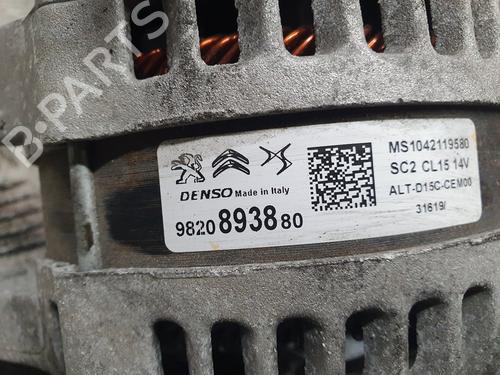 B-PARTS
MS1042119580
SC2 CL15 14V
ALT-D15C-CEM00
31619/
DENSO Made in Italy
9820893880